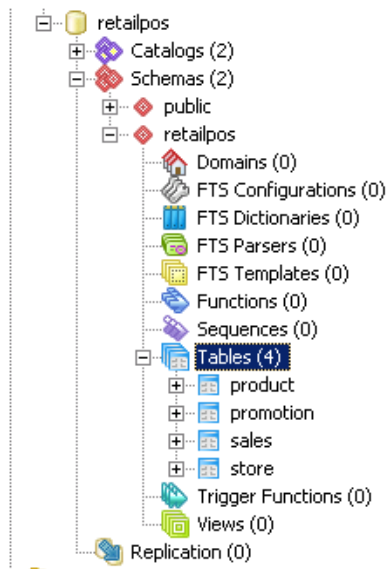 retailpos
Catalogs (2)
Schemas (2)
public
retailpos
Domains (0)
FTS Configurations (0)
FTS Dictionaries (0)
FTS Parsers (0)
FTS Templates (0)
Functions (0)
Sequences (0)
Tables (4)
product
promotion
sales
store
Trigger Functions (0)
Views (0)
Replication (0)